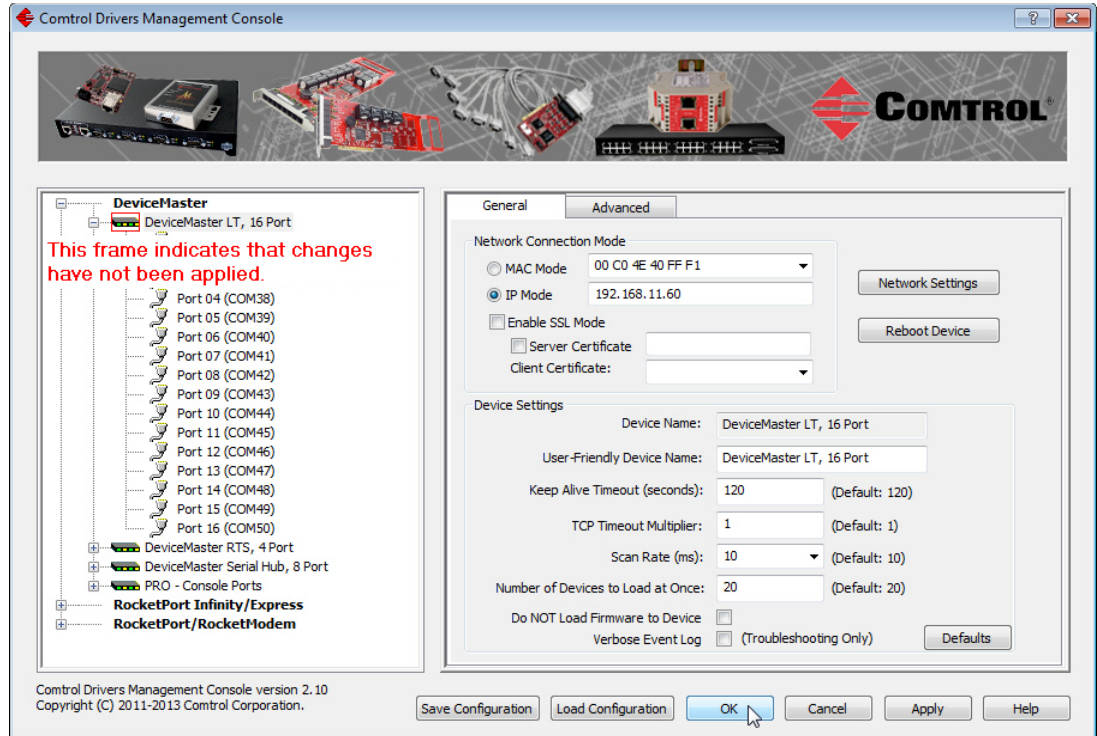 Comtrol Drivers Management Console
COMTROL
DeviceMaster
DeviceMaster LT, 16 Port
This frame indicates that changes
have not been applied.
Port 04 (COM38)
Port 05 (COM39)
Port 06 (COM40)
Port 07 (COM41)
Port 08 (COM42)
Port 09 (COM43)
Port 10 (COM44)
Port 11 (COM45)
Port 12 (COM46)
Port 13 (COM47)
Port 14 (COM48)
Port 15 (COM49)
Port 16 (COM50)
DeviceMaster RTS, 4 Port
DeviceMaster Serial Hub, 8 Port
PRO - Console Ports
RocketPort Infinity/Express
RocketPort/RocketModem
General Advanced
Network Connection Mode
MAC Mode 00 C0 4E 40 FF F1
IP Mode 192.168.11.60
Enable SSL Mode
Server Certificate
Client Certificate:
Network Settings
Reboot Device
Device Settings
Device Name: DeviceMaster LT, 16 Port
User-Friendly Device Name: DeviceMaster LT, 16 Port
Keep Alive Timeout (seconds): 120 (Default: 120)
TCP Timeout Multiplier: 1 (Default: 1)
Scan Rate (ms): 10 (Default: 10)
Number of Devices to Load at Once: 20 (Default: 20)
Do NOT Load Firmware to Device
Verbose Event Log (Troubleshooting Only) Defaults
Comtrol Drivers Management Console version 2.10
Copyright (C) 2011-2013 Comtrol Corporation.
Save Configuration Load Configuration OK Cancel Apply Help